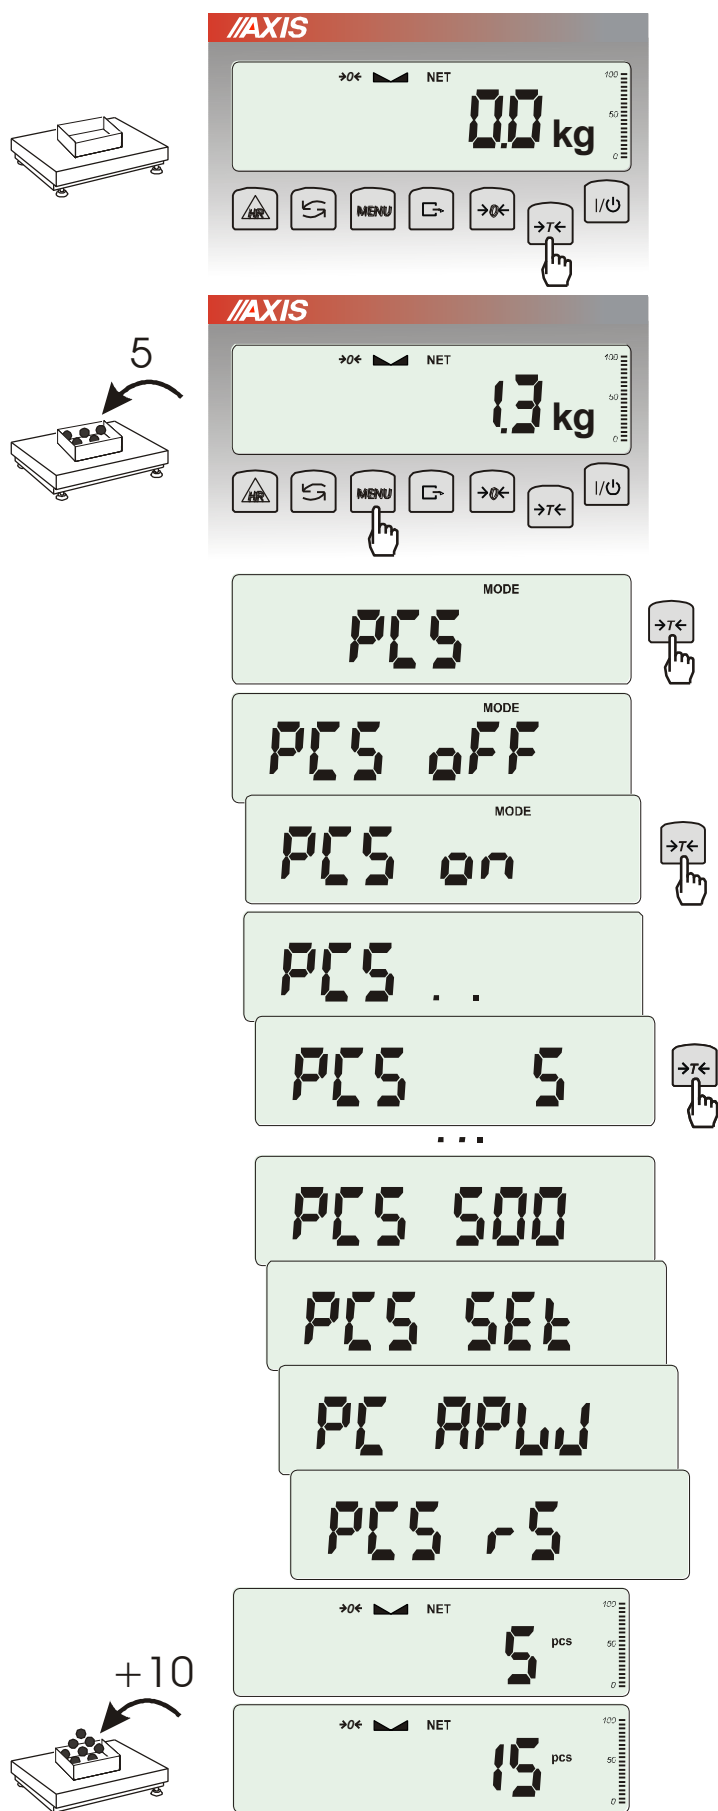 //AXIS
→0← NET 100
50
0.0 kg
0
HR MENU →0← →T← I/⏻
//AXIS
5
→0← NET 100
50
1.3 kg
0
HR MENU →0← →T← I/⏻
MODE
PCS →T←
MODE
PCS oFF
MODE
PCS on →T←
PCS . .
PCS 5 →T←
...
PCS 500
PCS SEt
PC APW
PCS rS
→0← NET 100
5 pcs 50
0
+10
→0← NET 100
15 pcs 50
0